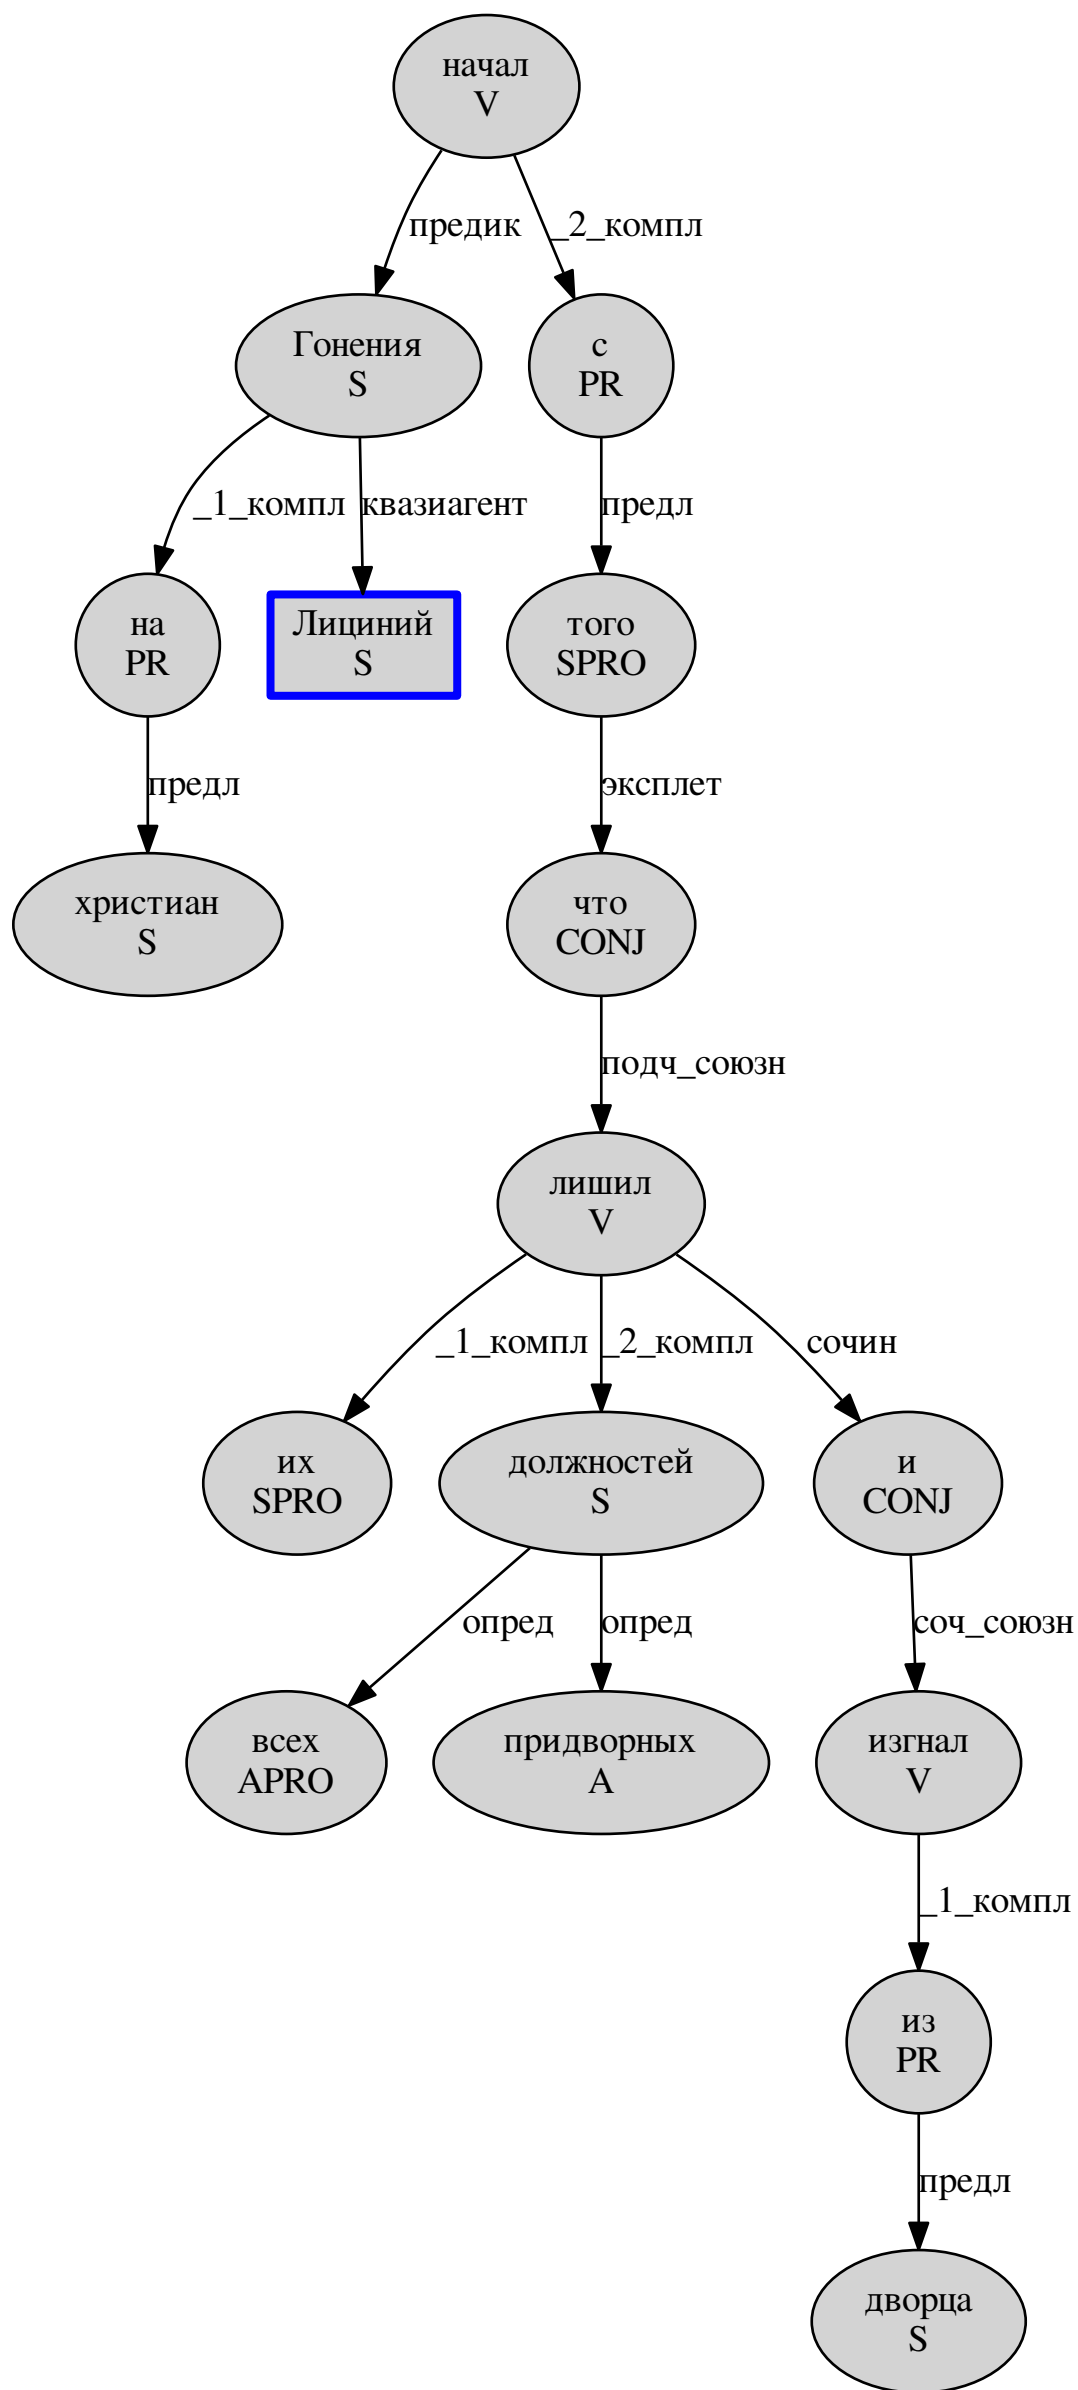 начал
V
предик
_2_компл
Гонения
S
с
PR
_1_компл
квазиагент
предл
на
PR
Лициний
S
того
SPRO
предл
эксплет
христиан
S
что
CONJ
подч_союзн
лишил
V
_1_компл
_2_компл
сочин
их
SPRO
должностей
S
и
CONJ
опред
опред
соч_союзн
всех
APRO
придворных
A
изгнал
V
_1_компл
из
PR
предл
дворца
S